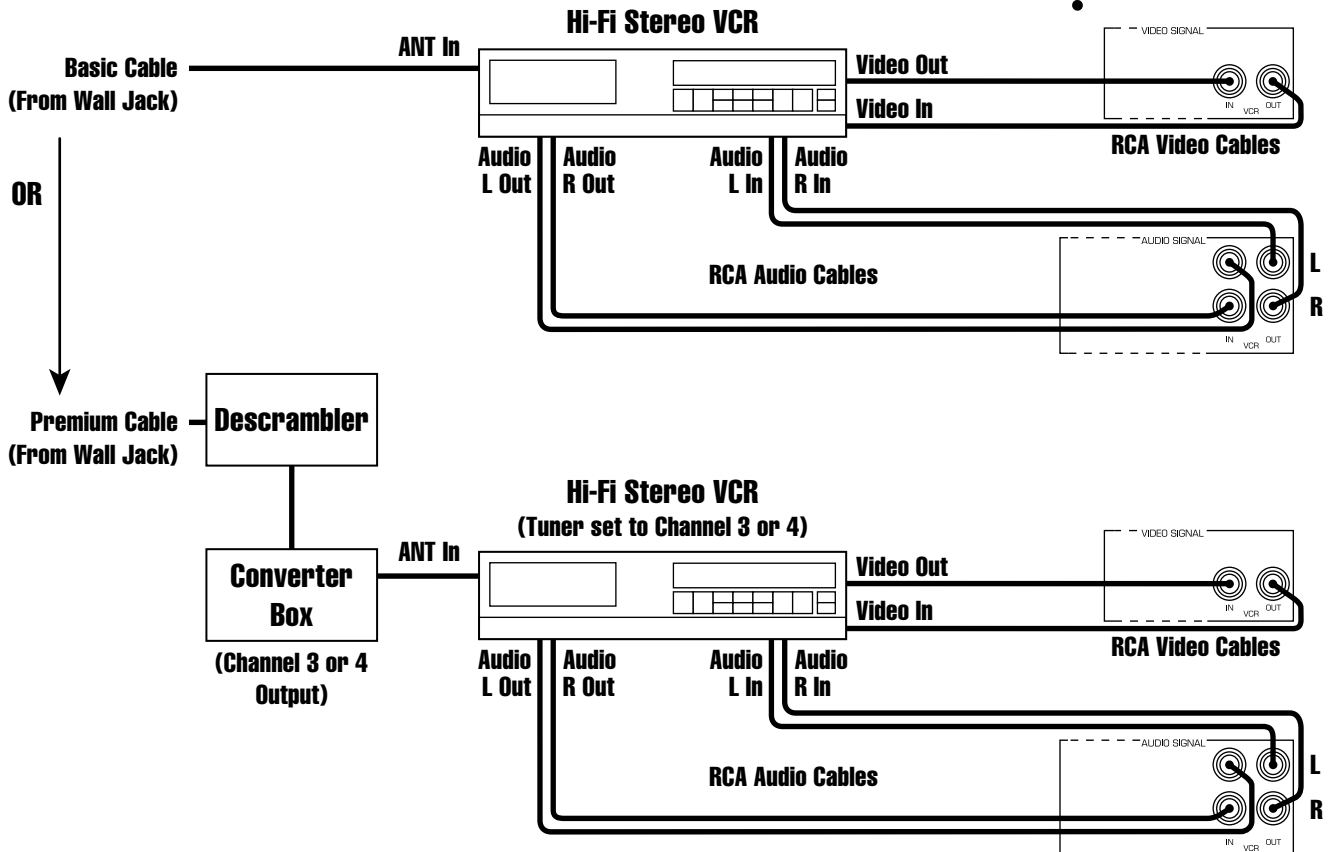 Hi-Fi Stereo VCR
ANT In
Basic Cable
(From Wall Jack)
Video Out
Video In
VIDEO SIGNAL
IN VCR OUT
RCA Video Cables
Audio L Out
Audio R Out
Audio L In
Audio R In
OR
AUDIO SIGNAL
L
R
IN VCR OUT
RCA Audio Cables
Premium Cable
(From Wall Jack)
Descrambler
Converter
Box
(Channel 3 or 4
Output)
ANT In
Hi-Fi Stereo VCR
(Tuner set to Channel 3 or 4)
Video Out
Video In
VIDEO SIGNAL
IN VCR OUT
RCA Video Cables
Audio L Out
Audio R Out
Audio L In
Audio R In
AUDIO SIGNAL
L
R
IN VCR OUT
RCA Audio Cables